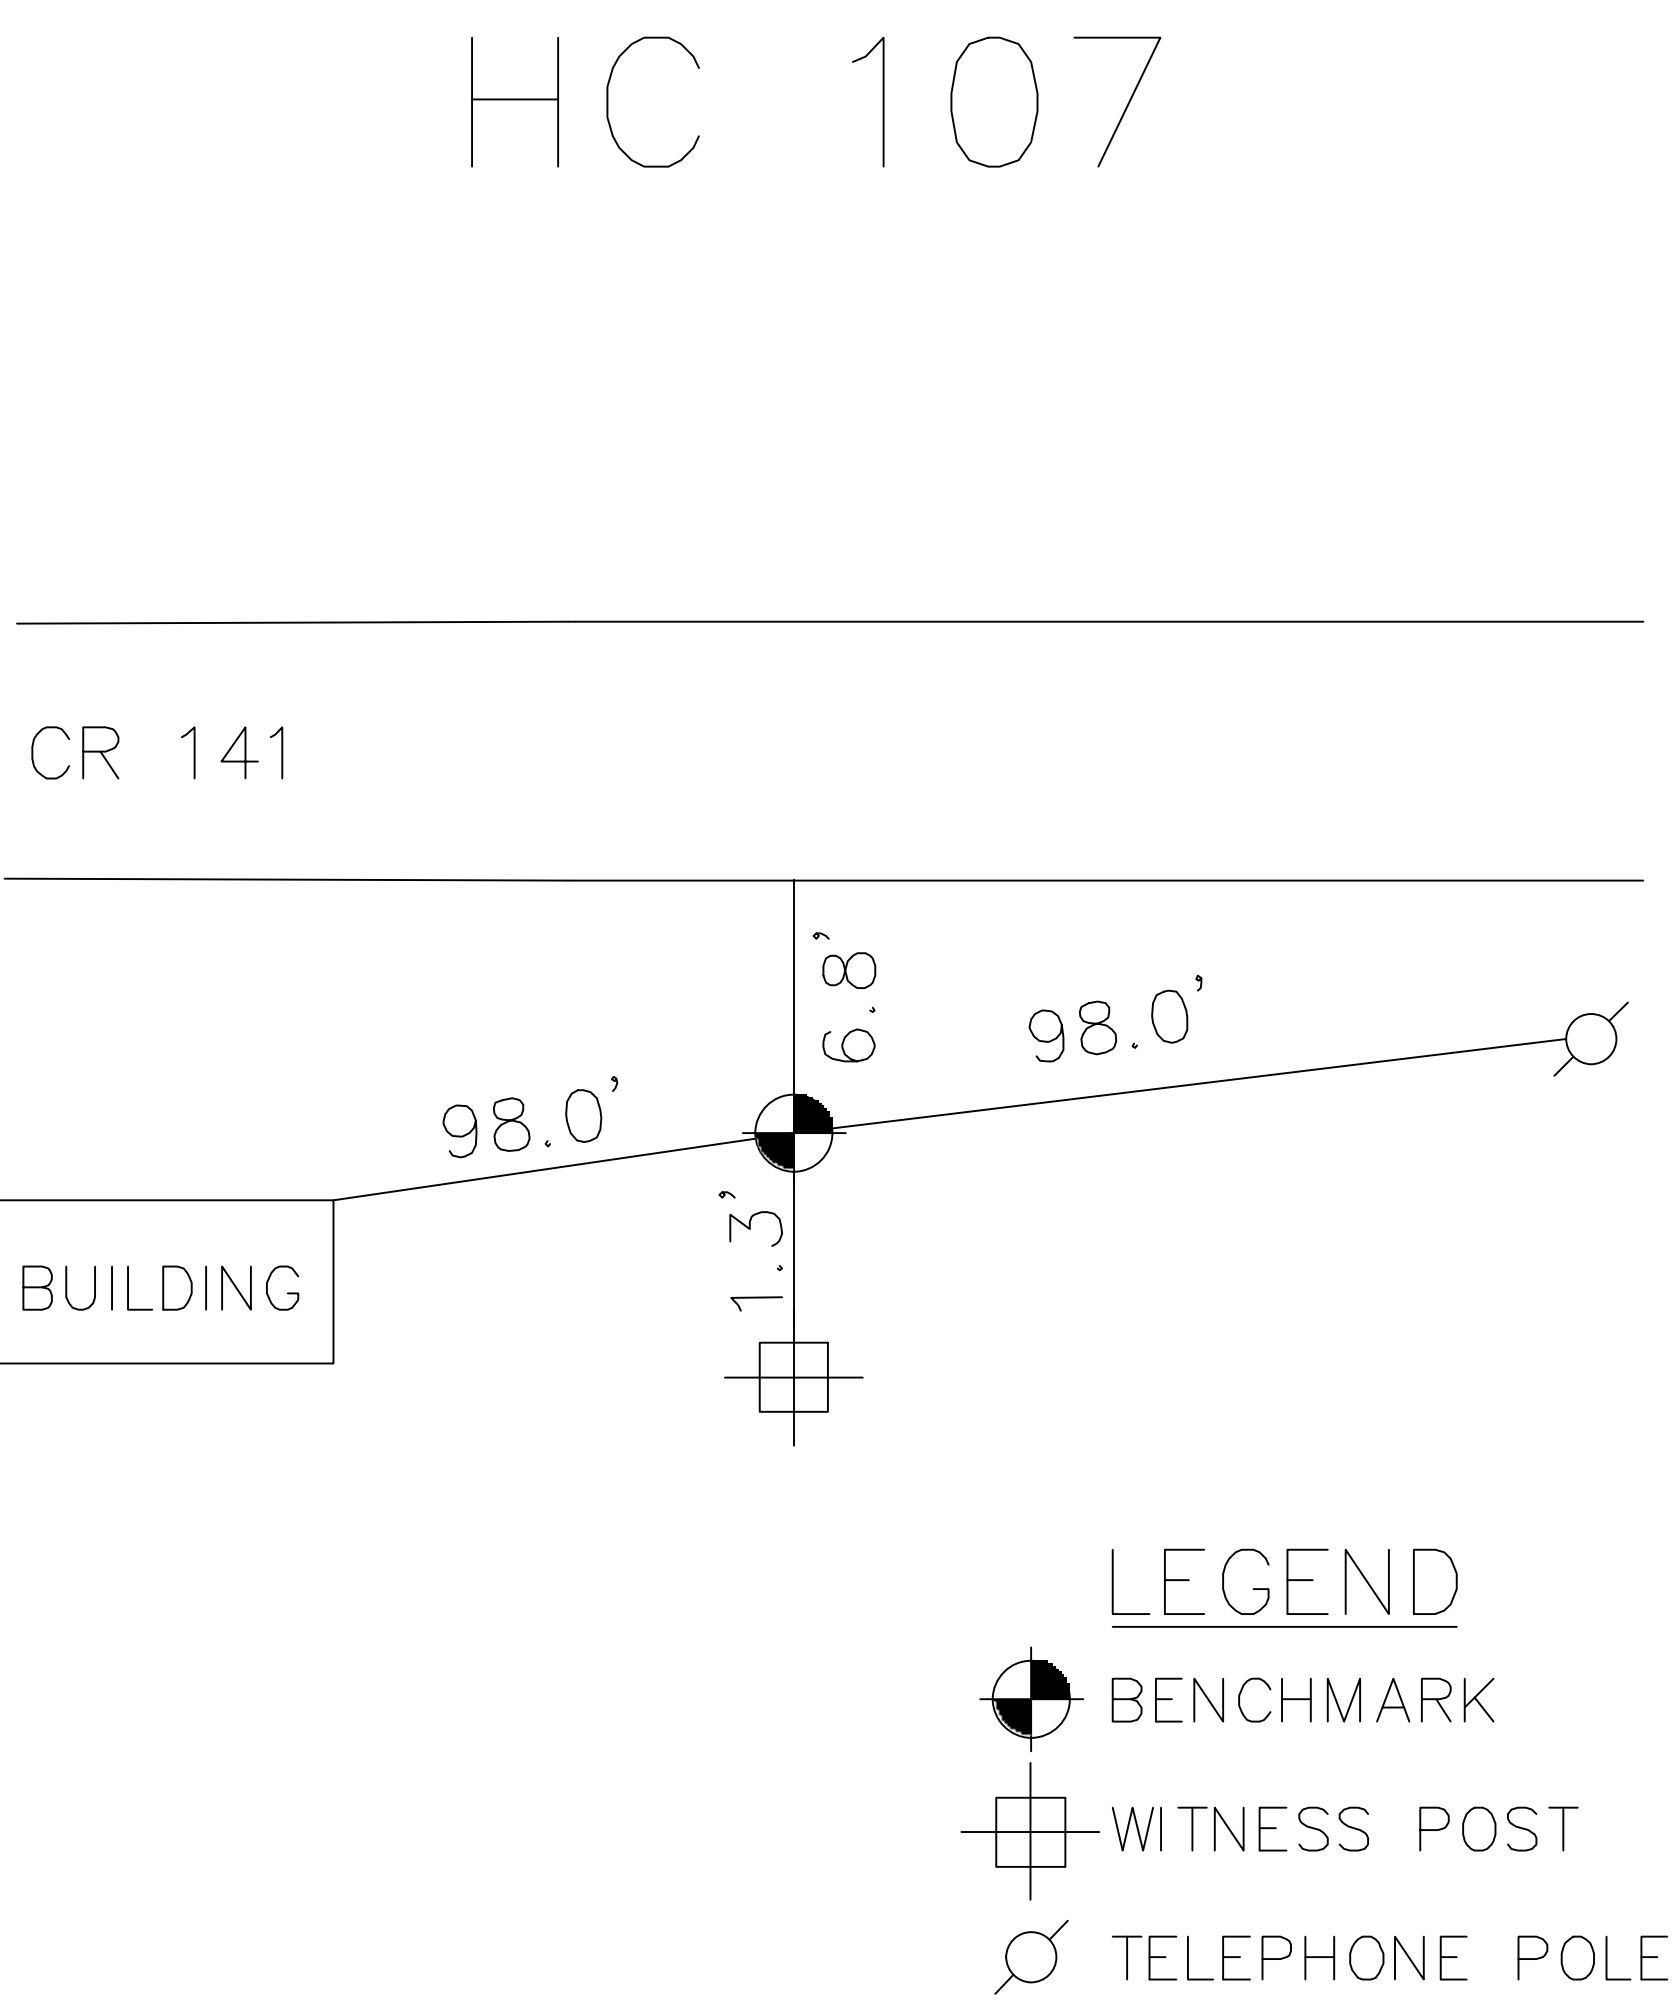 HC 107
CR 141
6.8'
98.0'
98.0'
1.3'
BUILDING
LEGEND
BENCHMARK
WITNESS POST
TELEPHONE POLE